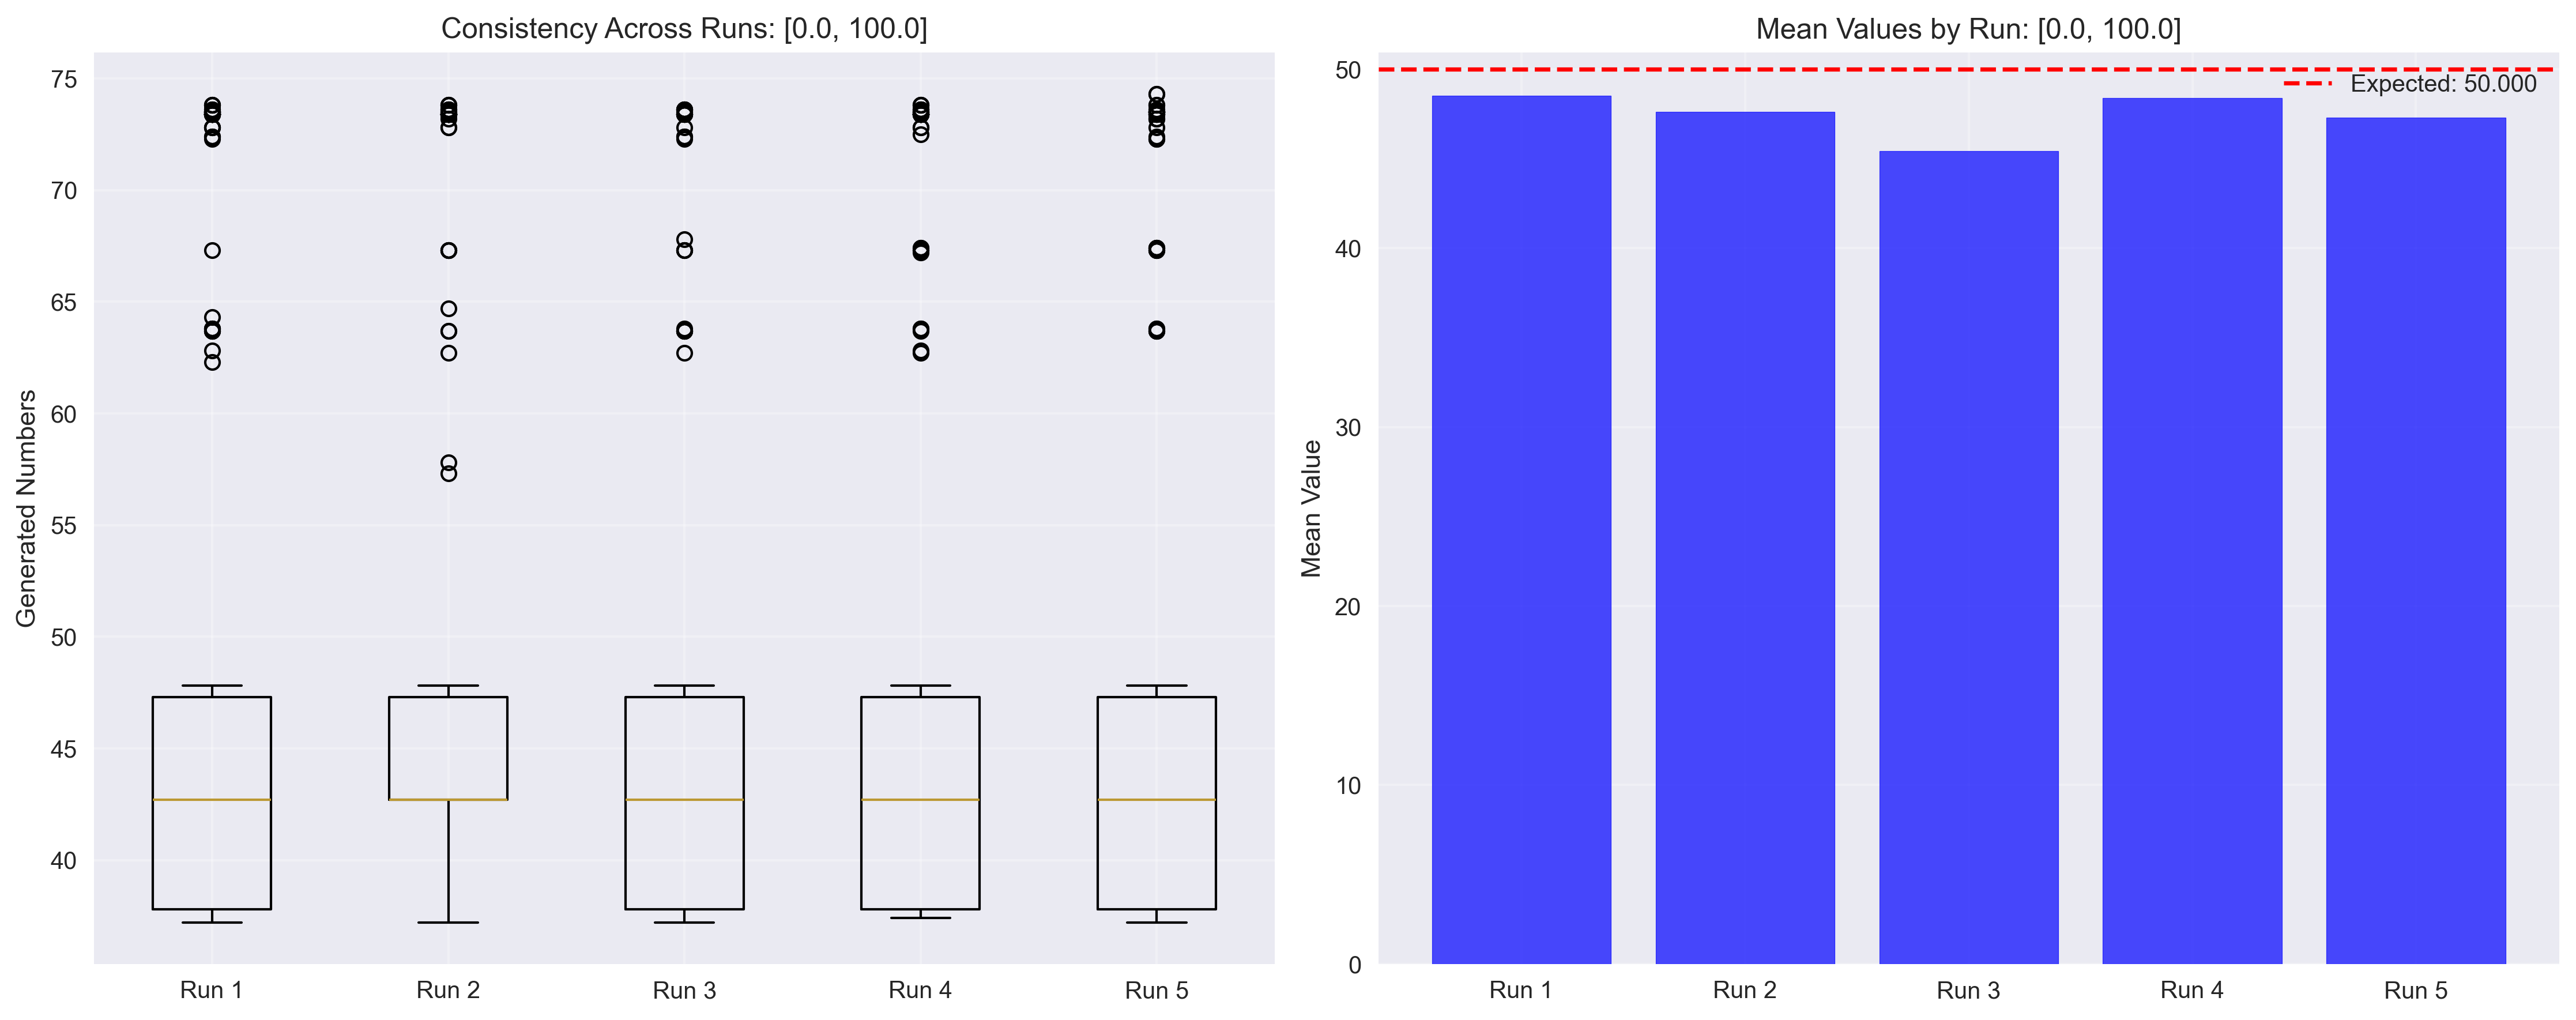 Consistency Across Runs: [0.0, 100.0]
Generated Numbers
75
70
65
60
55
50
45
40
Run 1
Run 2
Run 3
Run 4
Run 5
Mean Values by Run: [0.0, 100.0]
Expected: 50.000
Mean Value
50
40
30
20
10
0
Run 1
Run 2
Run 3
Run 4
Run 5